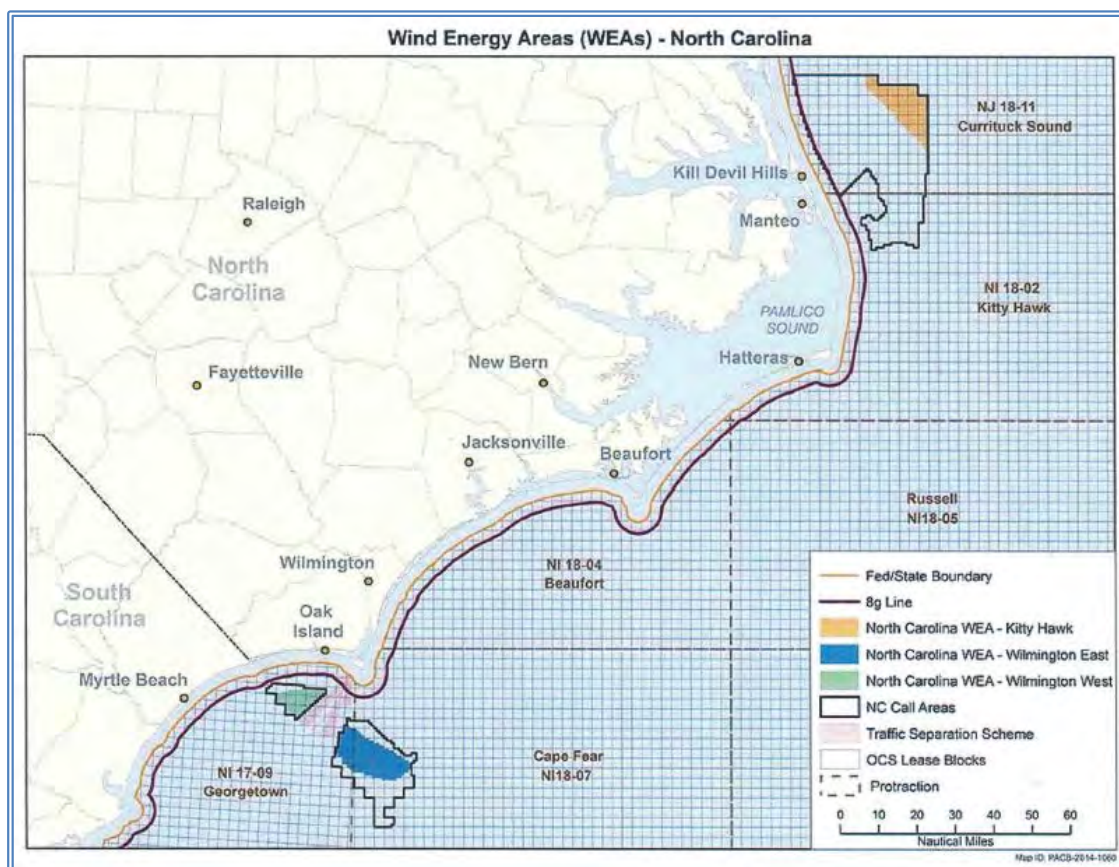 Wind Energy Areas (WEAs) - North Carolina
NJ 18-11
Currituck Sound
Kill Devil Hills
Raleigh
Manteo
North
Carolina
NI 18-02
Kitty Hawk
PAMLICO
SOUND
Hatteras
New Bern
Fayetteville
Jacksonville
Beaufort
Russell
NI18-05
NI 18-04
Beaufort
Wilmington
South
Carolina
Oak
Island
Myrtle Beach
Cape Fear
NI18-07
NI 17-09
Georgetown
Fed/State Boundary
8g Line
North Carolina WEA - Kitty Hawk
North Carolina WEA - Wilmington East
North Carolina WEA - Wilmington West
NC Call Areas
Traffic Separation Scheme
OCS Lease Blocks
Protraction
0 10 20 30 40 50 60
Nautical Miles
Map ID: